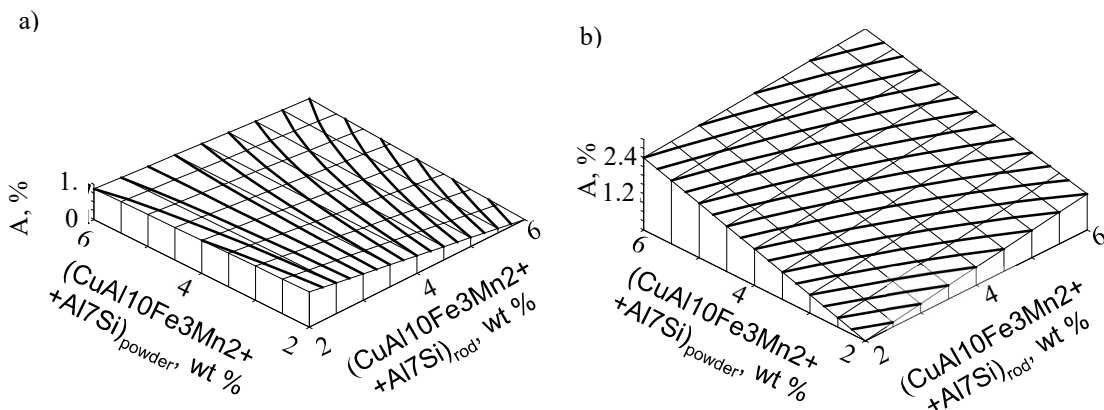 a)
A, %
1.
0
6
4
2
(CuAl10Fe3Mn2+
+Al7Si)powder, wt %
2
4
6
(CuAl10Fe3Mn2+
+Al7Si)rod, wt %
b)
A, %
2.4
1.2
6
4
2
(CuAl10Fe3Mn2+
+Al7Si)powder, wt %
2
4
6
(CuAl10Fe3Mn2+
+Al7Si)rod, wt %